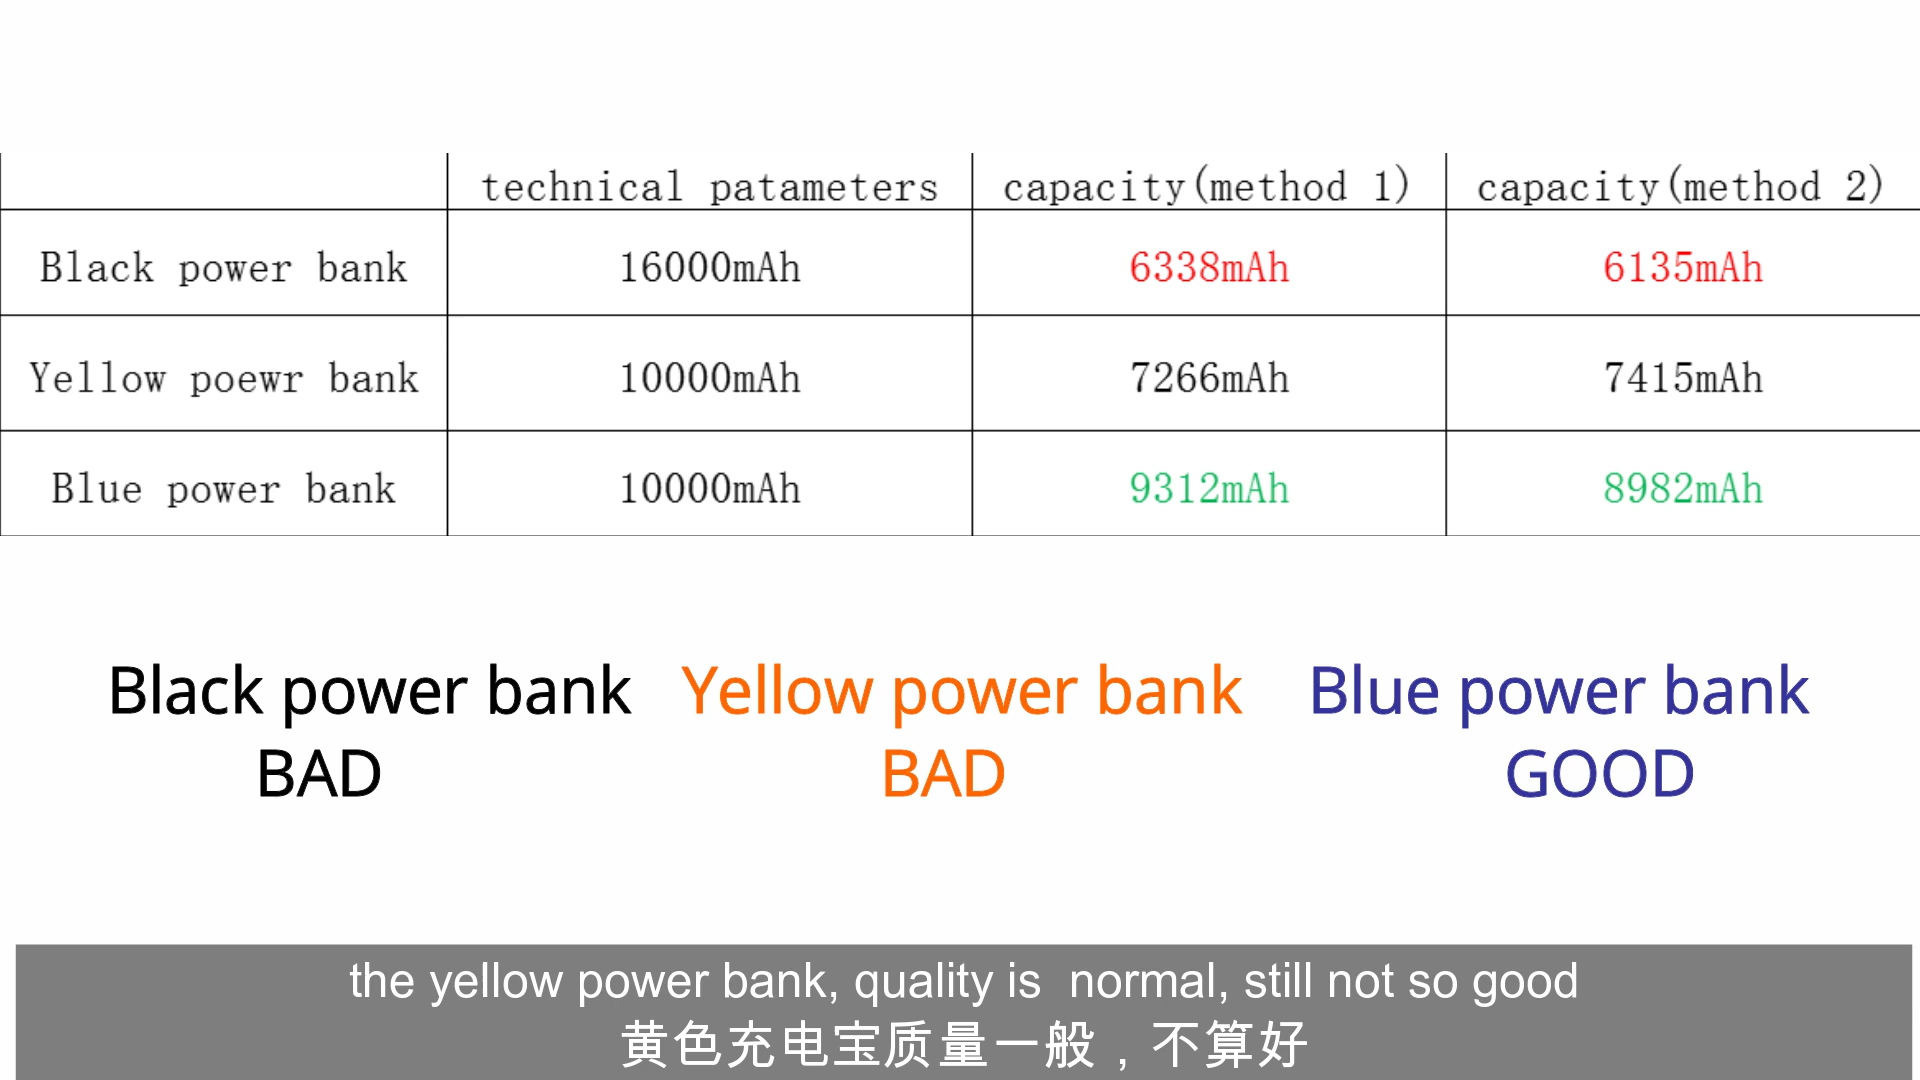 technical patameters capacity(method 1) capacity(method 2)
Black power bank 16000mAh 6338mAh 6135mAh
Yellow poewr bank 10000mAh 7266mAh 7415mAh
Blue power bank 10000mAh 9312mAh 8982mAh
Black power bank Yellow power bank Blue power bank
BAD BAD GOOD
the yellow power bank, quality is  normal, still not so good
黄色充电宝质量一般，不算好